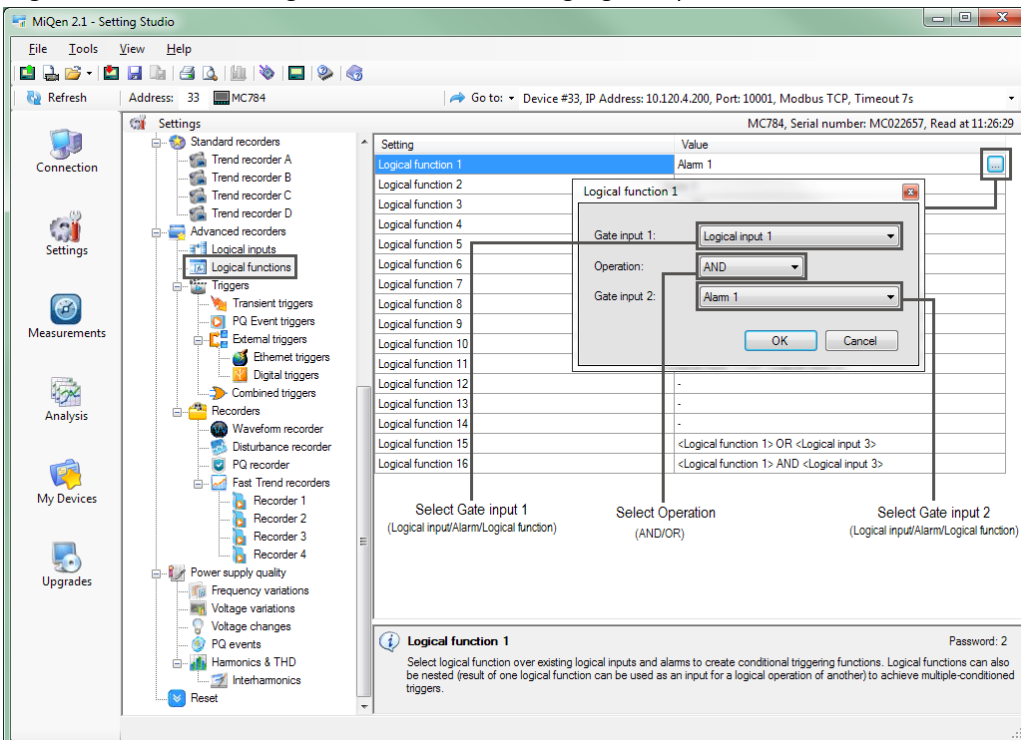 MiQen 2.1 - Setting Studio
File Tools View Help
Refresh Address: 33 MC784 Go to: Device #33, IP Address: 10.120.4.200, Port: 10001, Modbus TCP, Timeout 7s
Settings MC784, Serial number: MC022657, Read at 11:26:29
Connection
Settings
Measurements
Analysis
My Devices
Upgrades
Standard recorders
Trend recorder A
Trend recorder B
Trend recorder C
Trend recorder D
Advanced recorders
Logical inputs
Logical functions
Triggers
Transient triggers
PQ Event triggers
External triggers
Ethernet triggers
Digital triggers
Combined triggers
Recorders
Waveform recorder
Disturbance recorder
PQ recorder
Fast Trend recorders
Recorder 1
Recorder 2
Recorder 3
Recorder 4
Power supply quality
Frequency variations
Voltage variations
Voltage changes
PQ events
Harmonics & THD
Interharmonics
Reset
Setting Value
Logical function 1 Alarm 1 ...
Logical function 2
Logical function 3
Logical function 4
Logical function 5
Logical function 6
Logical function 7
Logical function 8
Logical function 9
Logical function 10
Logical function 11
Logical function 12 -
Logical function 13 -
Logical function 14 -
Logical function 15 <Logical function 1> OR <Logical input 3>
Logical function 16 <Logical function 1> AND <Logical input 3>
Logical function 1
Gate input 1: Logical input 1
Operation: AND
Gate input 2: Alarm 1
OK Cancel
Select Gate input 1
(Logical input/Alarm/Logical function)
Select Operation
(AND/OR)
Select Gate input 2
(Logical input/Alarm/Logical function)
Logical function 1 Password: 2
Select logical function over existing logical inputs and alarms to create conditional triggering functions. Logical functions can also
be nested (result of one logical function can be used as an input for a logical operation of another) to achieve multiple-conditioned
triggers.